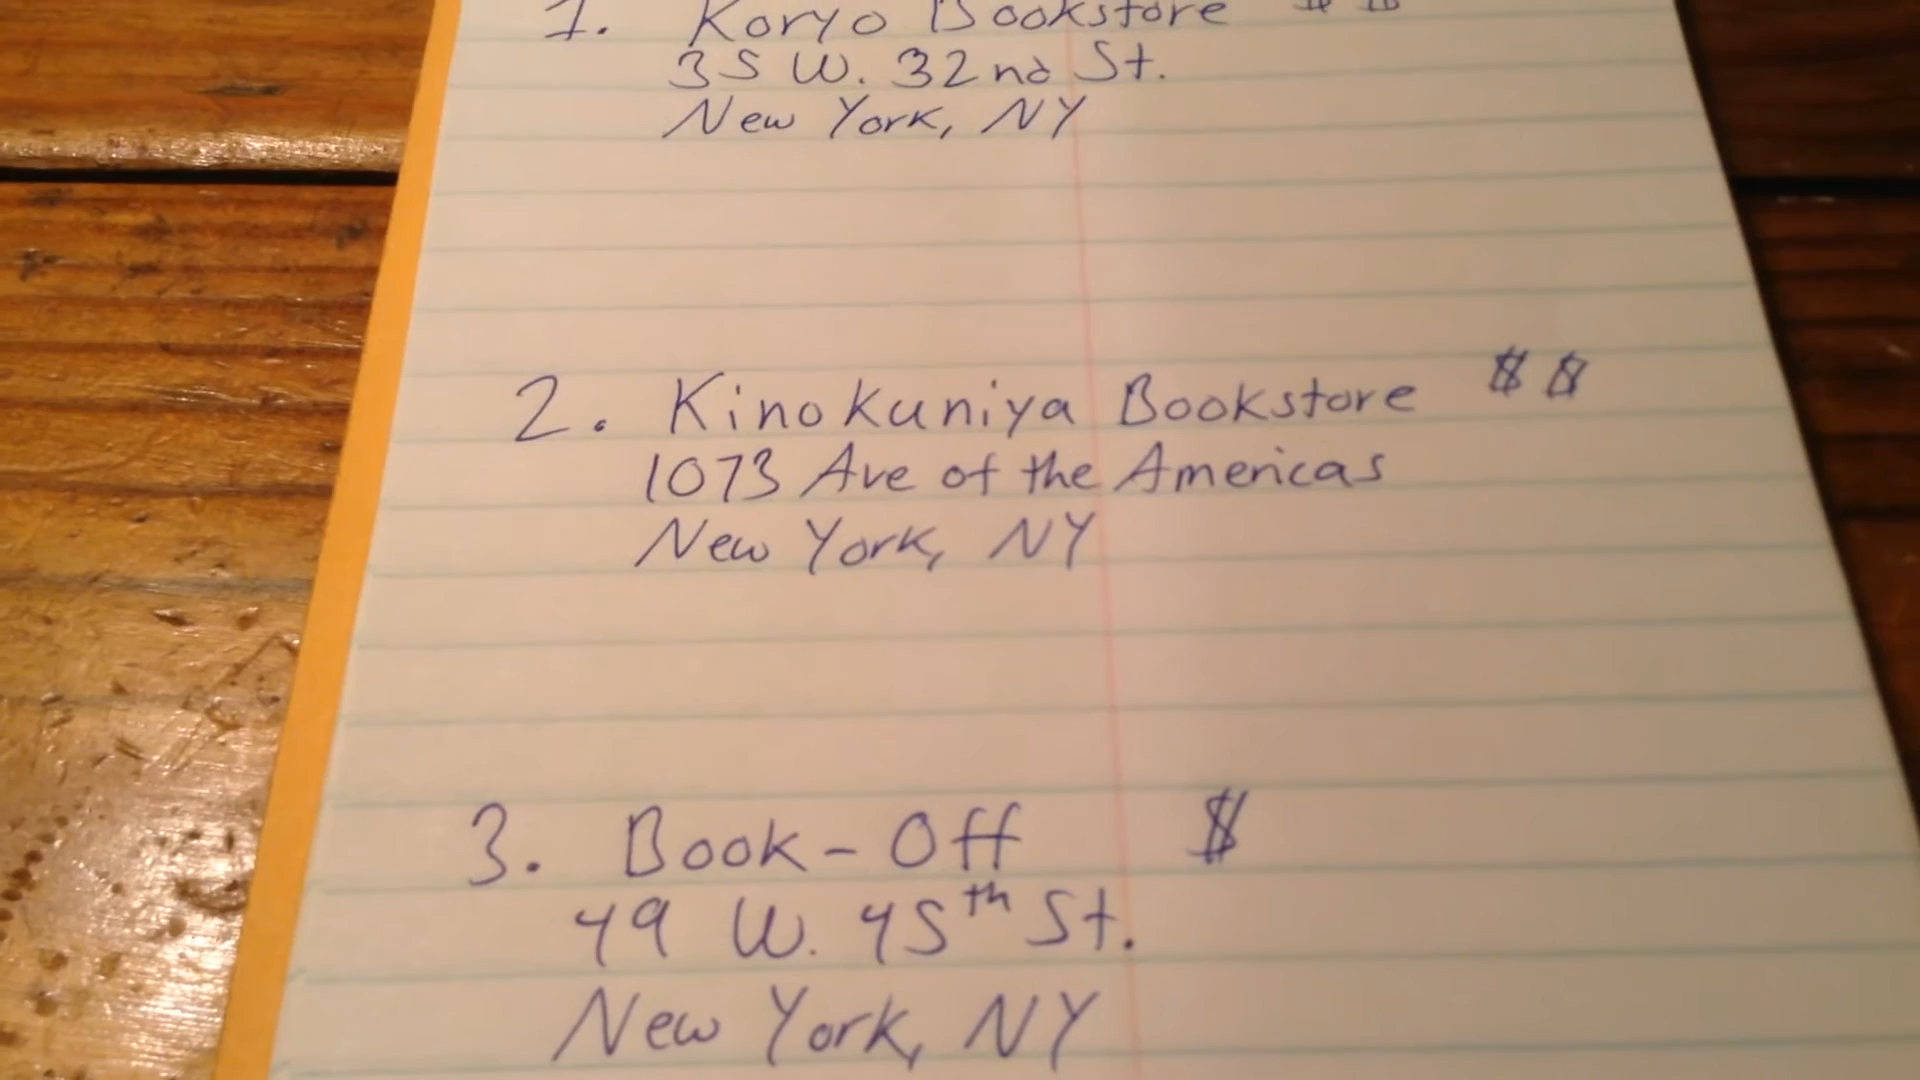 1. Koryo Bookstore $ $
35 W. 32nd St.
New York, NY
2. Kinokuniya Bookstore $ $
1073 Ave of the Americas
New York, NY
3. Book-Off $
49 W. 45th St.
New York, NY